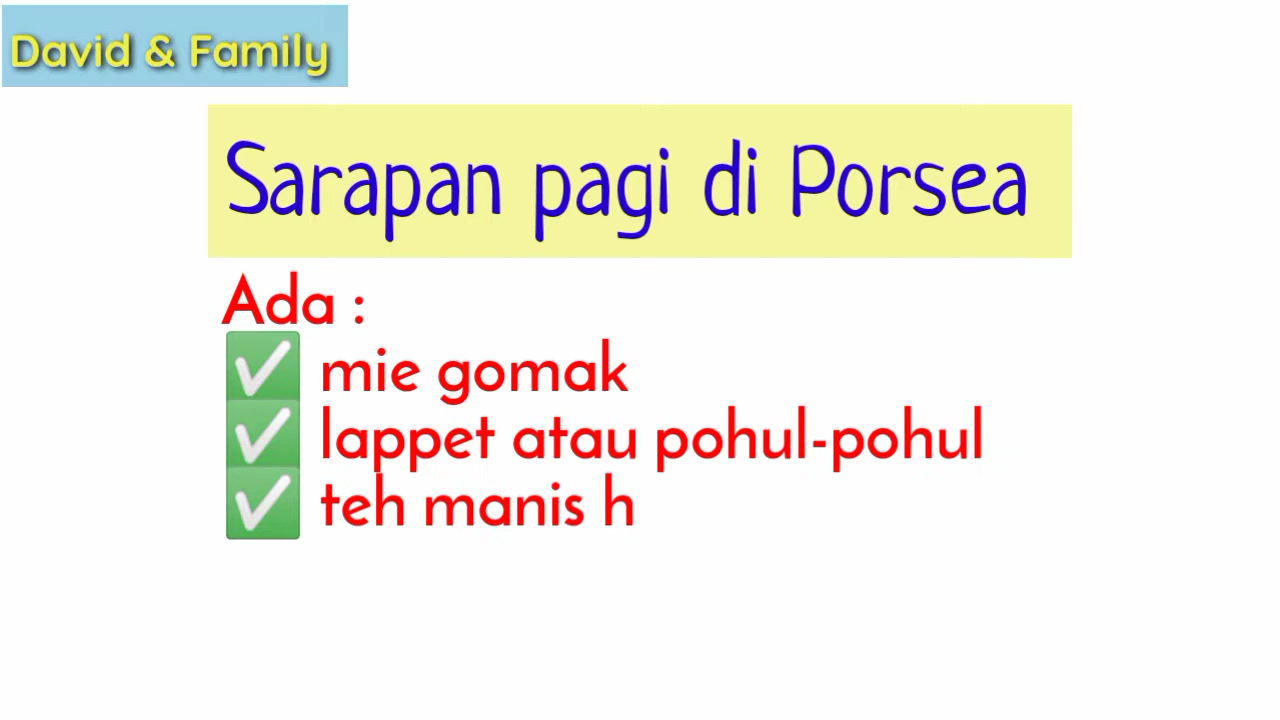 David & Family
Sarapan pagi di Porsea
Ada :
✅ mie gomak
✅ lappet atau pohul-pohul
✅ teh manis h